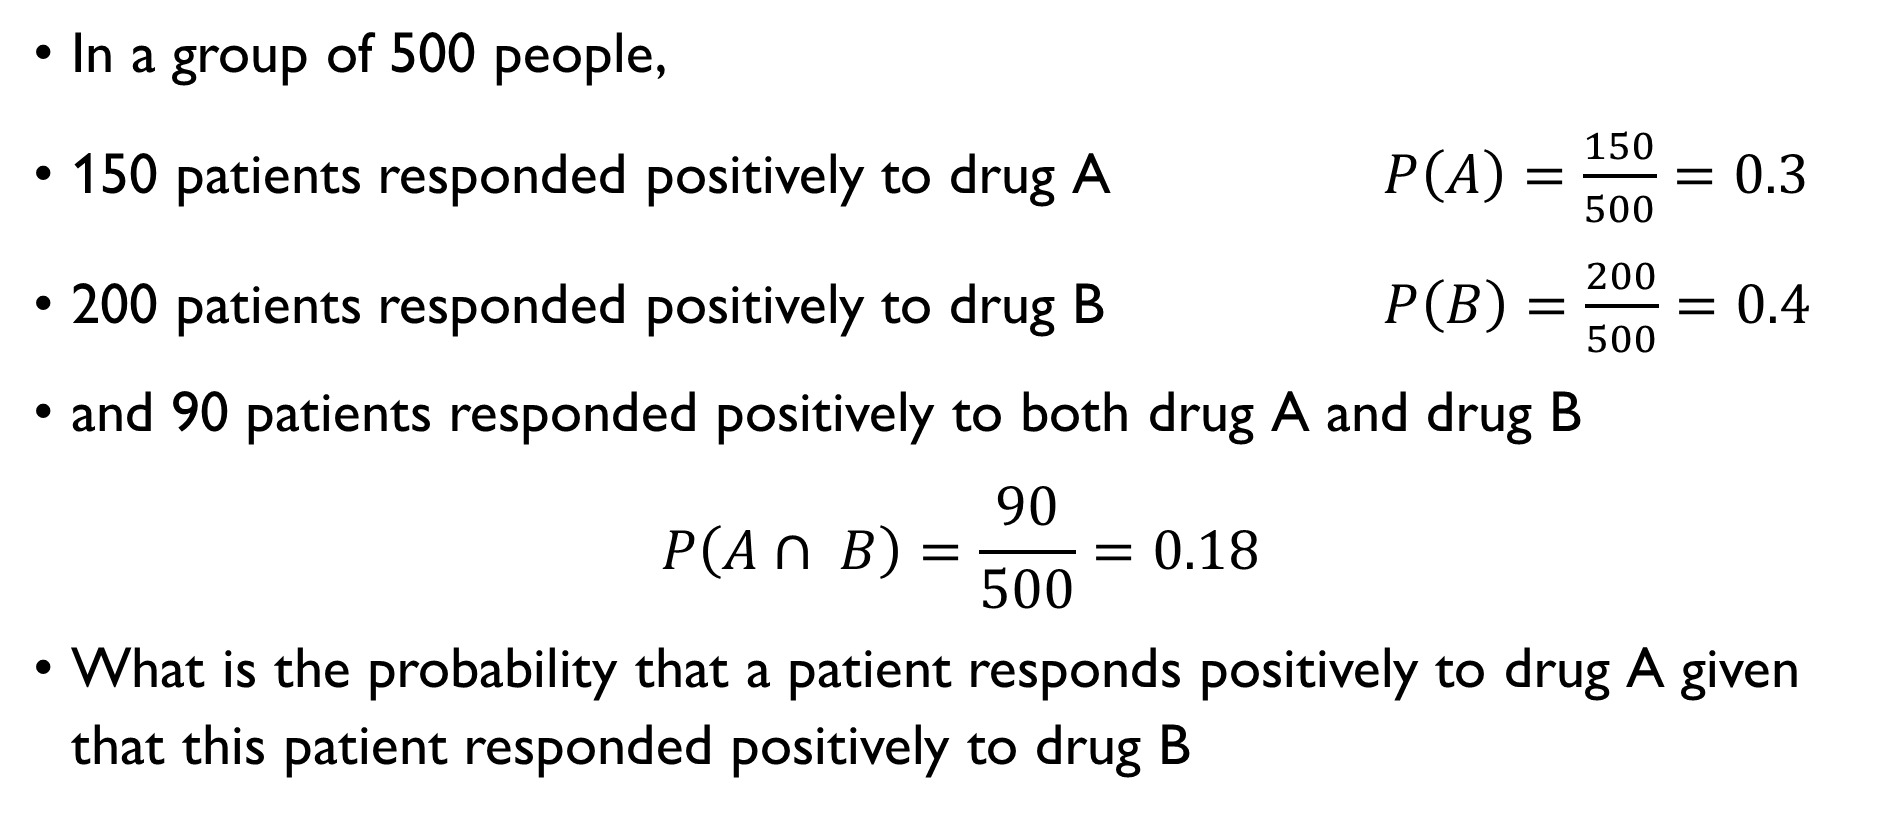 • In a group of 500 people,
• 150 patients responded positively to drug A P(A) = 150/500 = 0.3
• 200 patients responded positively to drug B P(B) = 200/500 = 0.4
• and 90 patients responded positively to both drug A and drug B
P(A ∩ B) = 90/500 = 0.18
• What is the probability that a patient responds positively to drug A given
that this patient responded positively to drug B